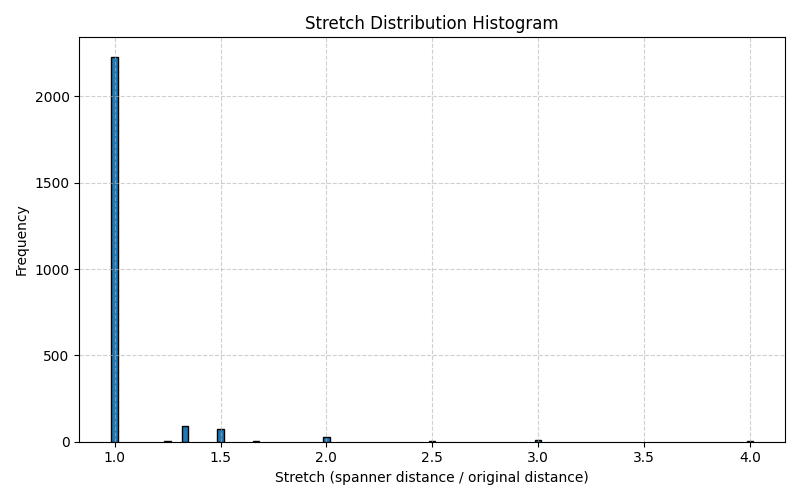 Stretch Distribution Histogram
2000
1500
1000
500
0
Frequency
1.0 1.5 2.0 2.5 3.0 3.5 4.0
Stretch (spanner distance / original distance)